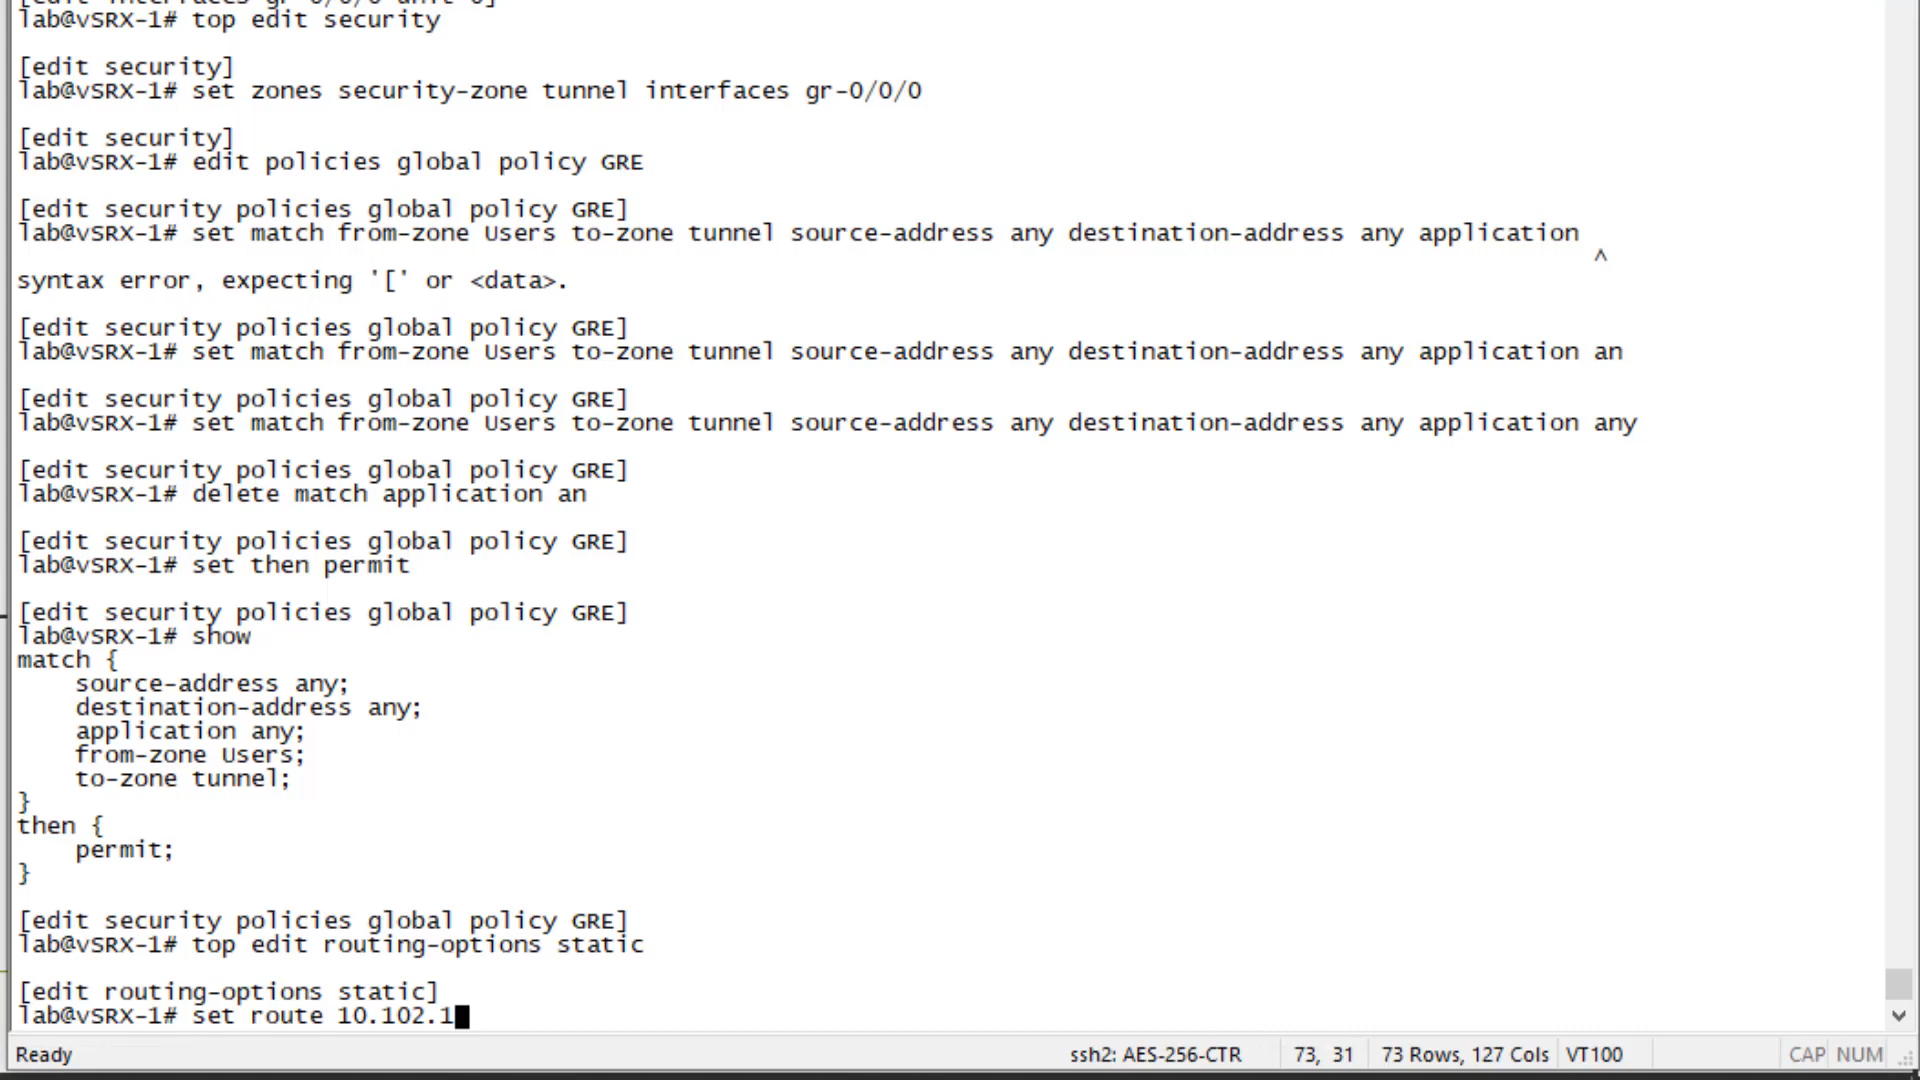 [edit interfaces gr-0/0/0 unit 0]
lab@vSRX-1# top edit security
[edit security]
lab@vSRX-1# set zones security-zone tunnel interfaces gr-0/0/0
[edit security]
lab@vSRX-1# edit policies global policy GRE
[edit security policies global policy GRE]
lab@vSRX-1# set match from-zone Users to-zone tunnel source-address any destination-address any application
^
syntax error, expecting '[' or <data>.
[edit security policies global policy GRE]
lab@vSRX-1# set match from-zone Users to-zone tunnel source-address any destination-address any application an
[edit security policies global policy GRE]
lab@vSRX-1# set match from-zone Users to-zone tunnel source-address any destination-address any application any
[edit security policies global policy GRE]
lab@vSRX-1# delete match application an
[edit security policies global policy GRE]
lab@vSRX-1# set then permit
[edit security policies global policy GRE]
lab@vSRX-1# show
match {
    source-address any;
    destination-address any;
    application any;
    from-zone Users;
    to-zone tunnel;
}
then {
    permit;
}
[edit security policies global policy GRE]
lab@vSRX-1# top edit routing-options static
[edit routing-options static]
lab@vSRX-1# set route 10.102.1
Ready ssh2: AES-256-CTR 73, 31 73 Rows, 127 Cols VT100 CAP NUM